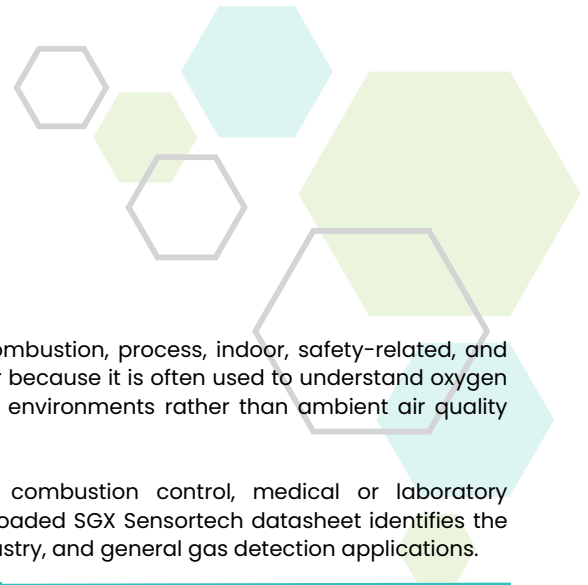 ombustion, process, indoor, safety-related, and
because it is often used to understand oxygen
environments rather than ambient air quality
combustion control, medical or laboratory
oaded SGX Sensortech datasheet identifies the
ustry, and general gas detection applications.